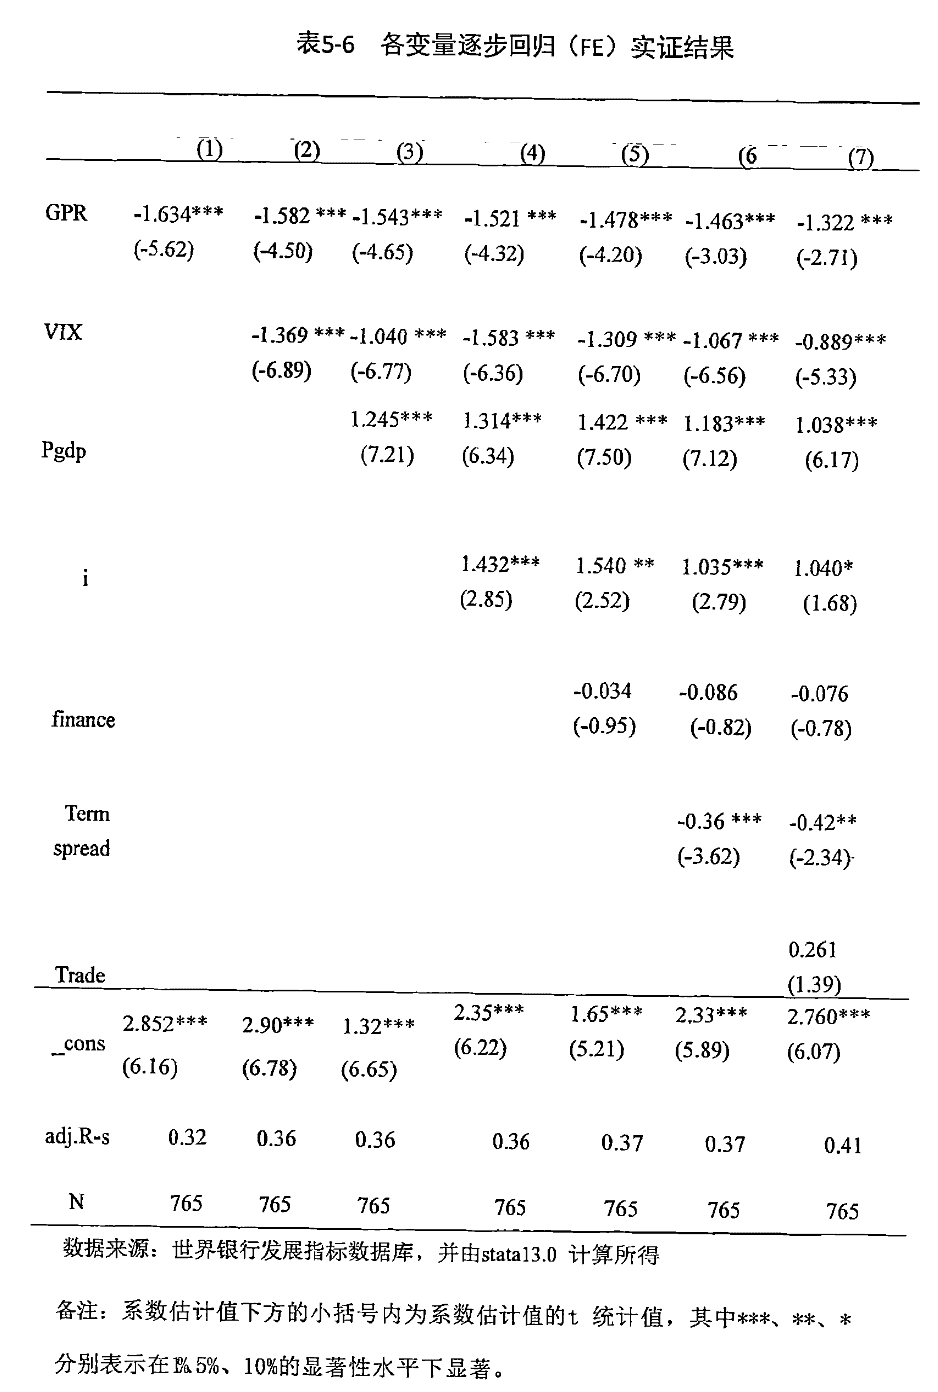 表5-6 各变量逐步回归（FE）实证结果
(1) (2) (3) (4) (5) (6 (7)
GPR -1.634*** -1.582 *** -1.543*** -1.521 *** -1.478*** -1.463*** -1.322 ***
(-5.62) (-4.50) (-4.65) (-4.32) (-4.20) (-3.03) (-2.71)
VIX -1.369 *** -1.040 *** -1.583 *** -1.309 *** -1.067 *** -0.889***
(-6.89) (-6.77) (-6.36) (-6.70) (-6.56) (-5.33)
1.245*** 1.314*** 1.422 *** 1.183*** 1.038***
Pgdp (7.21) (6.34) (7.50) (7.12) (6.17)
i 1.432*** 1.540 ** 1.035*** 1.040*
(2.85) (2.52) (2.79) (1.68)
-0.034 -0.086 -0.076
finance (-0.95) (-0.82) (-0.78)
Term -0.36 *** -0.42**
spread (-3.62) (-2.34)
0.261
Trade (1.39)
2.852*** 2.90*** 1.32*** 2.35*** 1.65*** 2.33*** 2.760***
_cons (6.16) (6.78) (6.65) (6.22) (5.21) (5.89) (6.07)
adj.R-s 0.32 0.36 0.36 0.36 0.37 0.37 0.41
N 765 765 765 765 765 765 765
数据来源：世界银行发展指标数据库，并由stata13.0 计算所得
备注：系数估计值下方的小括号内为系数估计值的t 统计值，其中***、**、*
分别表示在1%、5%、10%的显著性水平下显著。